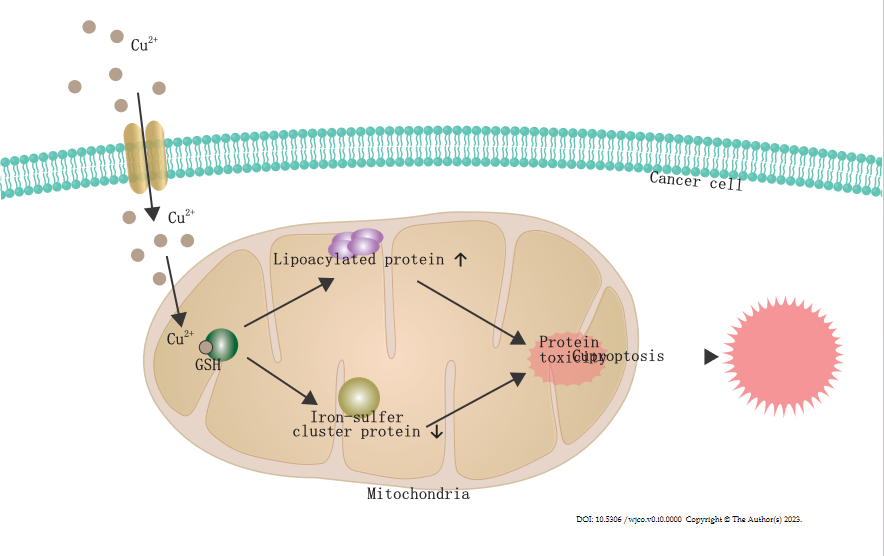 Cu2+
Cancer cell
Cu2+
Lipoacylated protein ↑
Cu2+
GSH
Protein
toxicity
Cuproptosis
Iron-sulfer
cluster protein ↓
Mitochondria
DOI: 10.5306/wjco.v0.i0.0000 Copyright © The Author(s) 2023.